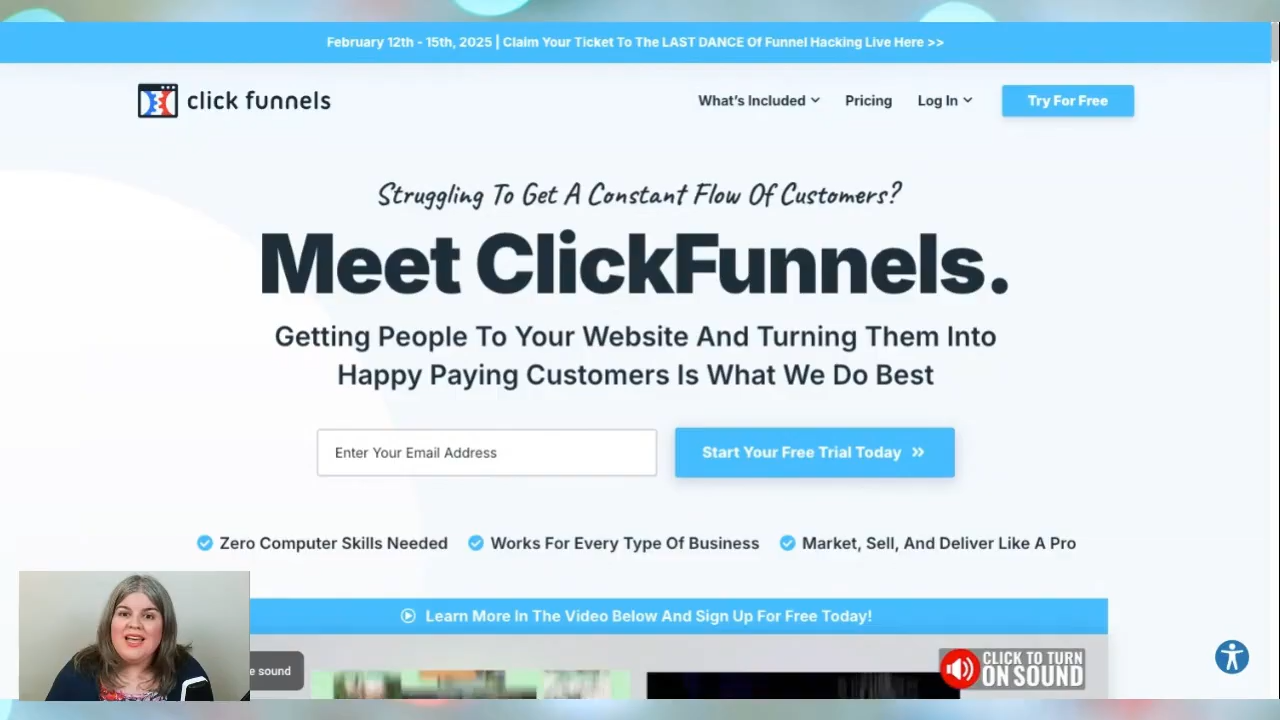 February 12th - 15th, 2025 | Claim Your Ticket To The LAST DANCE Of Funnel Hacking Live Here >>
click funnels
What's Included
Pricing
Log In
Try For Free
Struggling To Get A Constant Flow Of Customers?
Meet ClickFunnels.
Getting People To Your Website And Turning Them Into
Happy Paying Customers Is What We Do Best
Enter Your Email Address
Start Your Free Trial Today »
Zero Computer Skills Needed
Works For Every Type Of Business
Market, Sell, And Deliver Like A Pro
Learn More In The Video Below And Sign Up For Free Today!
e sound
CLICK TO TURN
ON SOUND